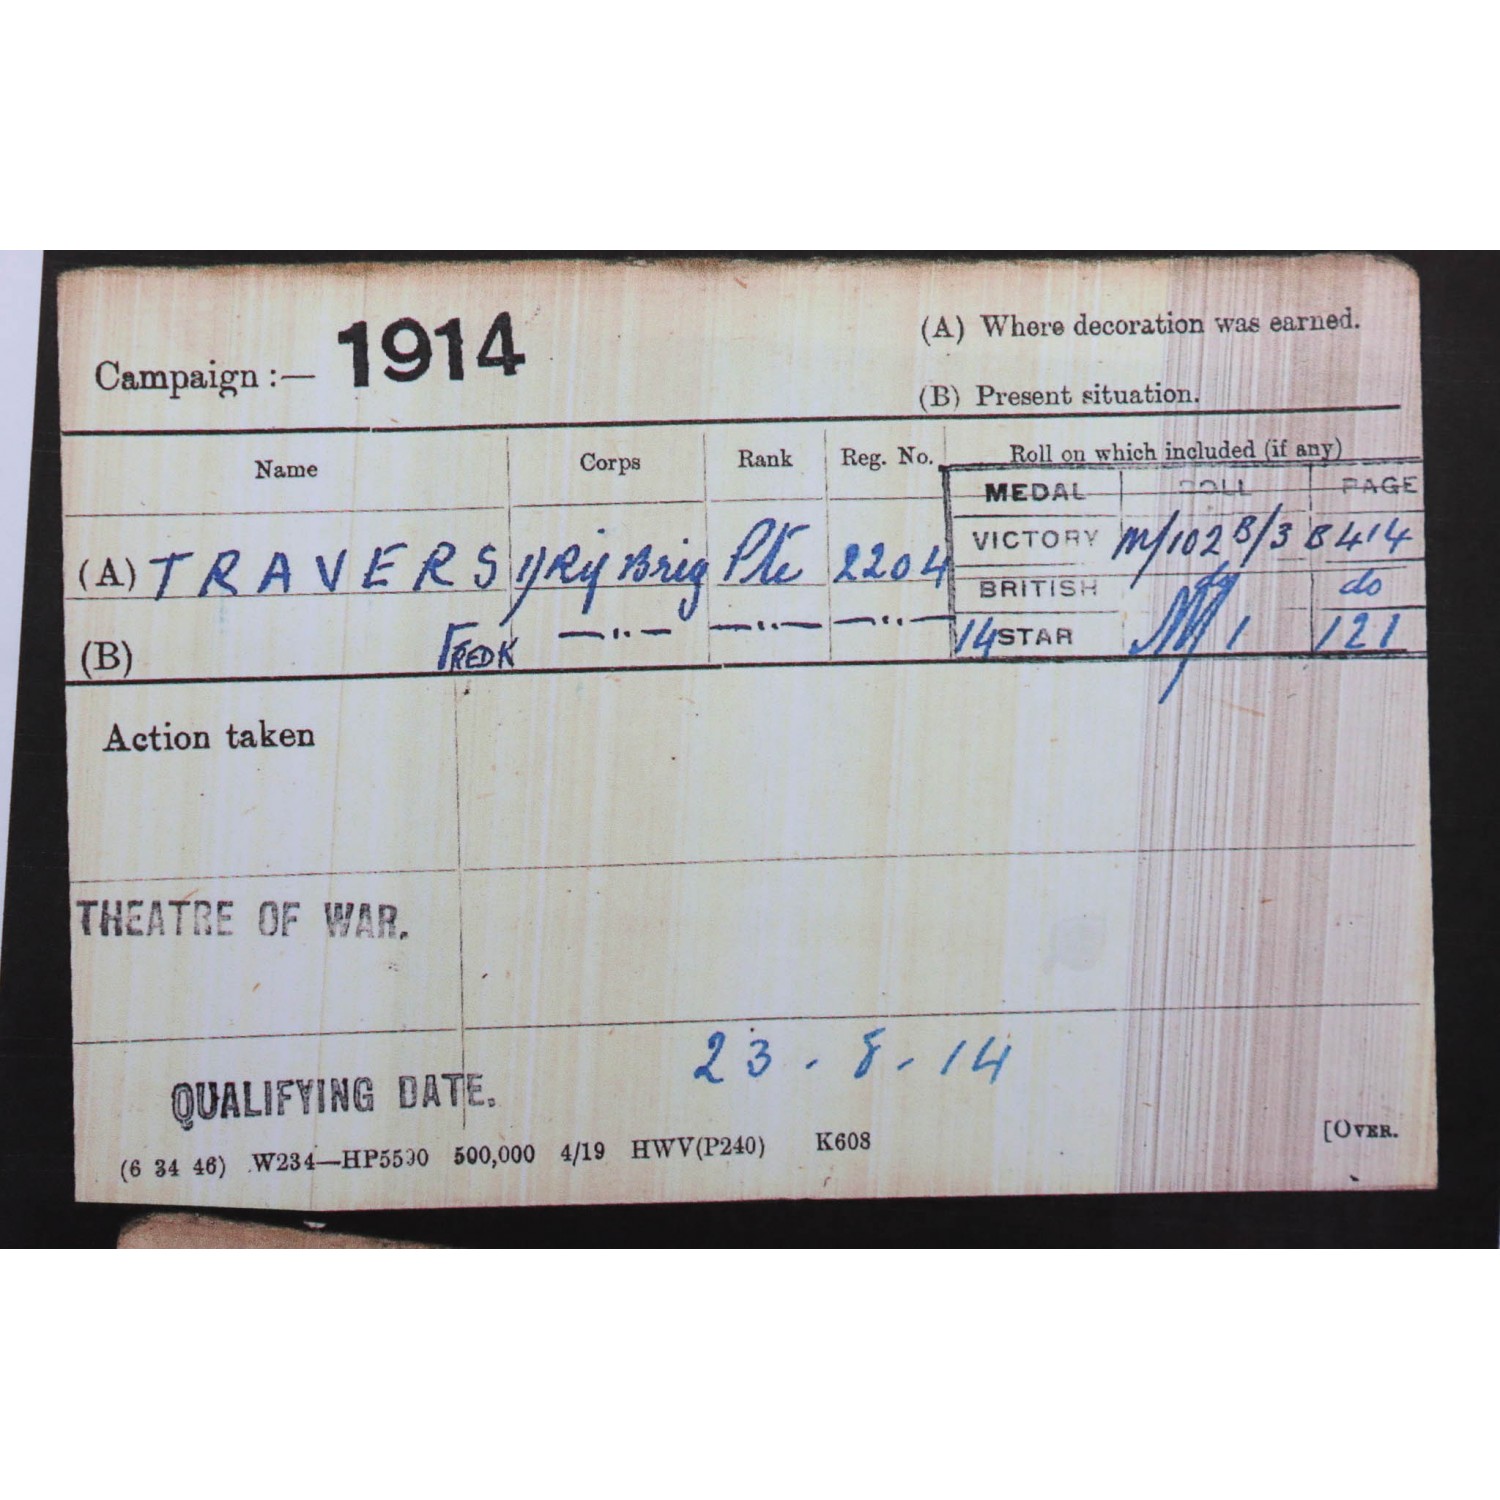 Campaign :— 1914
(A) Where decoration was earned.
(B) Present situation.
Name Corps Rank Reg. No. Roll on which included (if any)
MEDAL ROLL PAGE
(A) TRAVERS 1/Rif Brig Pte 2204 VICTORY M/102 B/3 B414
BRITISH do
(B) FREDK —"— —"— —"— 14 STAR 1 121
Action taken
THEATRE OF WAR.
QUALIFYING DATE. 23 . 8 . 14
(6 34 46) W234—HP5590 500,000 4/19 HWV(P240) K608 [OVER.